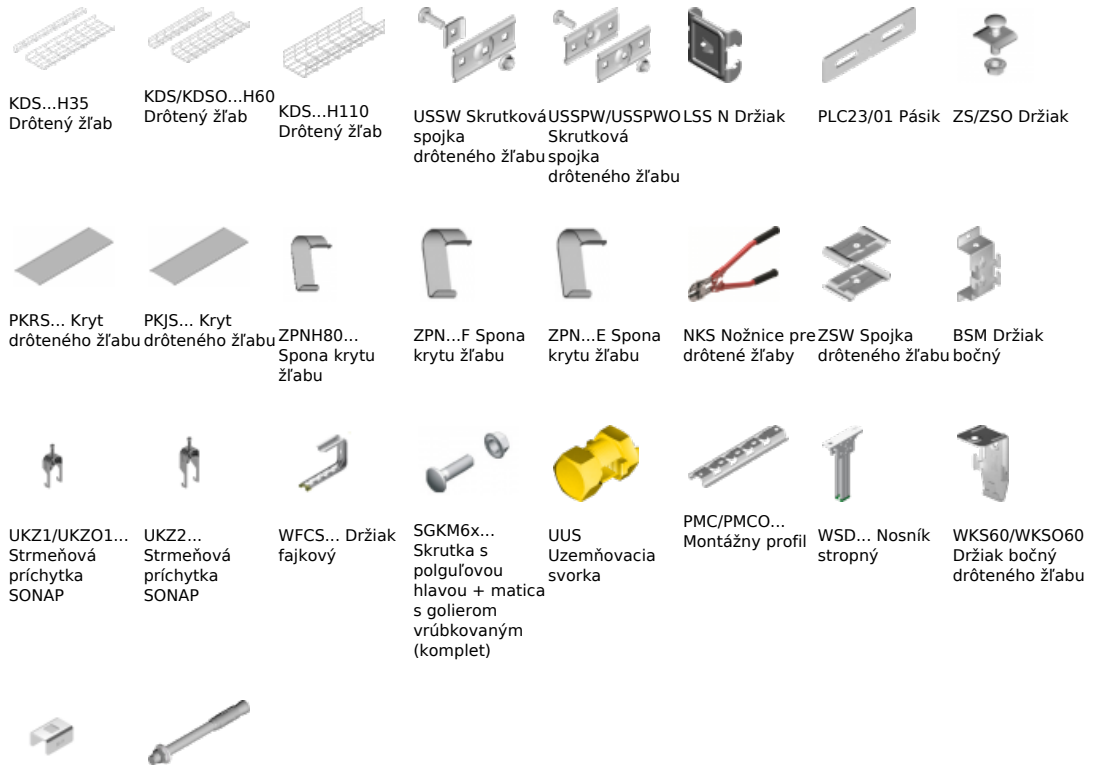 KDS...H35
Drôtený žľab
KDS/KDSO...H60
Drôtený žľab
KDS...H110
Drôtený žľab
USSW Skrutková
spojka
drôteného žľabu
USSPW/USSPWO
Skrutková
spojka
drôteného žľabu
LSS N Držiak
PLC23/01 Pásik
ZS/ZSO Držiak
PKRS... Kryt
drôteného žľabu
PKJS... Kryt
drôteného žľabu
ZPNH80...
Spona krytu
žľabu
ZPN...F Spona
krytu žľabu
ZPN...E Spona
krytu žľabu
NKS Nožnice pre
drôtené žľaby
ZSW Spojka
drôteného žľabu
BSM Držiak
bočný
UKZ1/UKZO1...
Strmeňová
príchytka
SONAP
UKZ2...
Strmeňová
príchytka
SONAP
WFCS... Držiak
fajkový
SGKM6x...
Skrutka s
polguľovou
hlavou + matica
s golierom
vrúbkovaným
(komplet)
UUS
Uzemňovacia
svorka
PMC/PMCO...
Montážny profil
WSD... Nosník
stropný
WKS60/WKSO60
Držiak bočný
drôteného žľabu